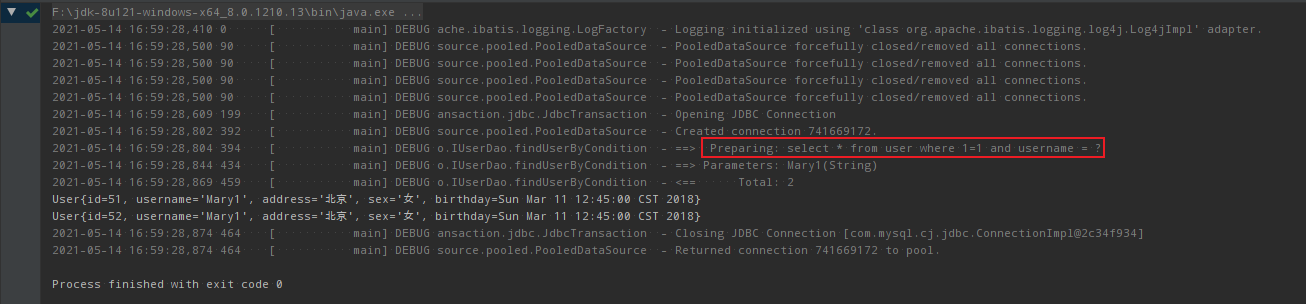 F:\jdk-8u121-windows-x64_8.0.1210.13\bin\java.exe ...
2021-05-14 16:59:28,410 0      [           main] DEBUG ache.ibatis.logging.LogFactory  - Logging initialized using 'class org.apache.ibatis.logging.log4j.Log4jImpl' adapter.
2021-05-14 16:59:28,500 90     [           main] DEBUG source.pooled.PooledDataSource  - PooledDataSource forcefully closed/removed all connections.
2021-05-14 16:59:28,500 90     [           main] DEBUG source.pooled.PooledDataSource  - PooledDataSource forcefully closed/removed all connections.
2021-05-14 16:59:28,500 90     [           main] DEBUG source.pooled.PooledDataSource  - PooledDataSource forcefully closed/removed all connections.
2021-05-14 16:59:28,500 90     [           main] DEBUG source.pooled.PooledDataSource  - PooledDataSource forcefully closed/removed all connections.
2021-05-14 16:59:28,609 199    [           main] DEBUG ansaction.jdbc.JdbcTransaction  - Opening JDBC Connection
2021-05-14 16:59:28,802 392    [           main] DEBUG source.pooled.PooledDataSource  - Created connection 741669172.
2021-05-14 16:59:28,804 394    [           main] DEBUG o.IUserDao.findUserByCondition  - ==>  Preparing: select * from user where 1=1 and username = ?
2021-05-14 16:59:28,844 434    [           main] DEBUG o.IUserDao.findUserByCondition  - ==> Parameters: Mary1(String)
2021-05-14 16:59:28,869 459    [           main] DEBUG o.IUserDao.findUserByCondition  - <==      Total: 2
User{id=51, username='Mary1', address='北京', sex='女', birthday=Sun Mar 11 12:45:00 CST 2018}
User{id=52, username='Mary1', address='北京', sex='女', birthday=Sun Mar 11 12:45:00 CST 2018}
2021-05-14 16:59:28,874 464    [           main] DEBUG ansaction.jdbc.JdbcTransaction  - Closing JDBC Connection [com.mysql.cj.jdbc.ConnectionImpl@2c34f934]
2021-05-14 16:59:28,874 464    [           main] DEBUG source.pooled.PooledDataSource  - Returned connection 741669172 to pool.
Process finished with exit code 0